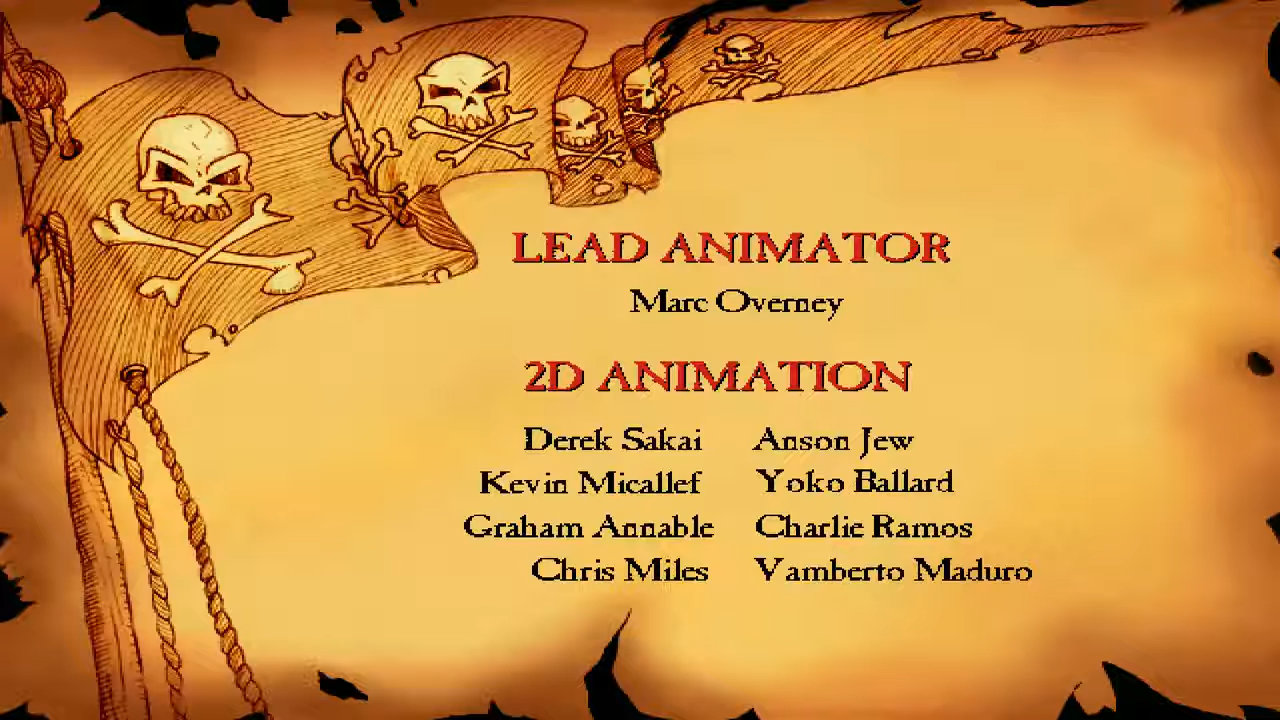 LEAD ANIMATOR
Marc Overney
2D ANIMATION
Derek Sakai Anson Jew
Kevin Micallef Yoko Ballard
Graham Annable Charlie Ramos
Chris Miles Vamberto Maduro